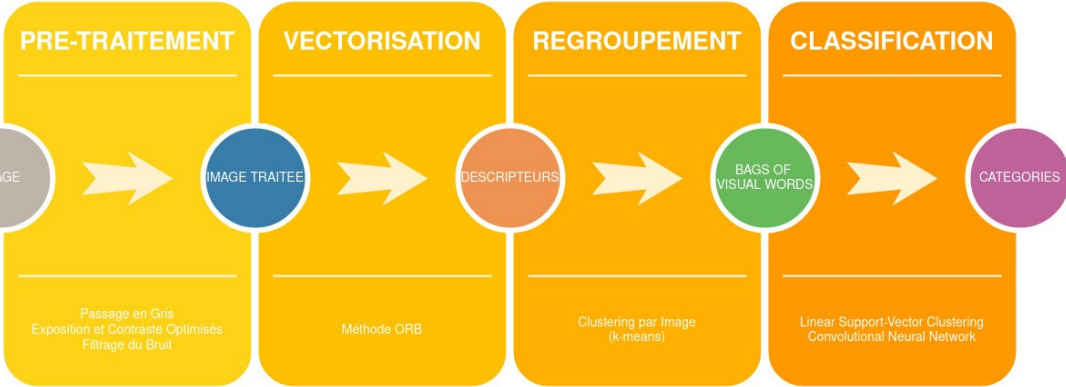 PRE-TRAITEMENT
VECTORISATION
REGROUPEMENT
CLASSIFICATION
AGE
IMAGE TRAITEE
DESCRIPTEURS
BAGS OF
VISUAL WORDS
CATEGORIES
Passage en Gris
Exposition et Contraste Optimisés
Filtrage du Bruit
Méthode ORB
Clustering par Image
(k-means)
Linear Support-Vector Clustering
Convolutional Neural Network